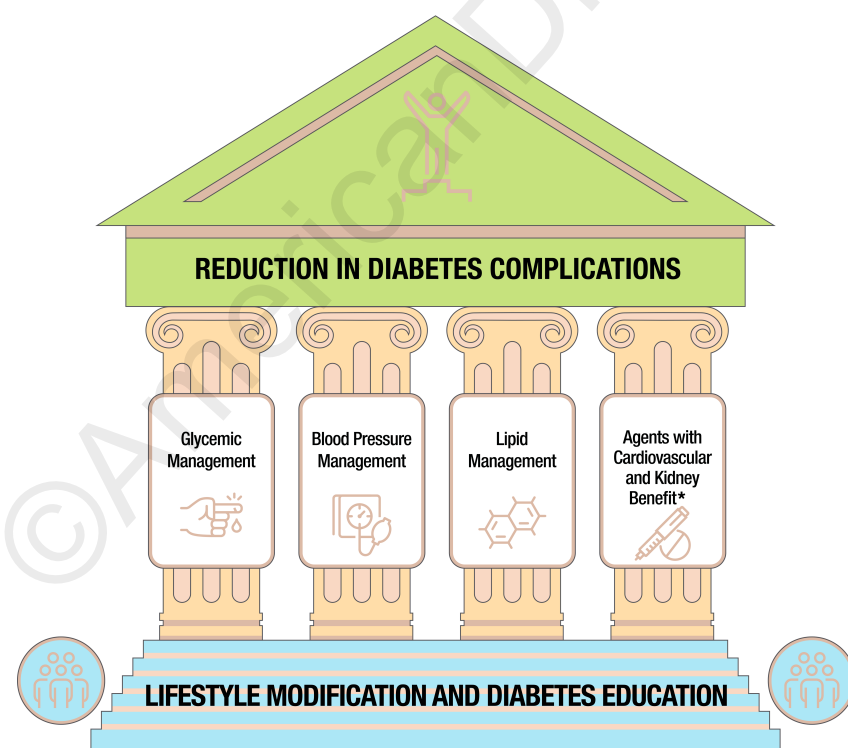 ©AmericanDi
REDUCTION IN DIABETES COMPLICATIONS
Glycemic
Management
Blood Pressure
Management
Lipid
Management
Agents with
Cardiovascular
and Kidney
Benefit*
LIFESTYLE MODIFICATION AND DIABETES EDUCATION